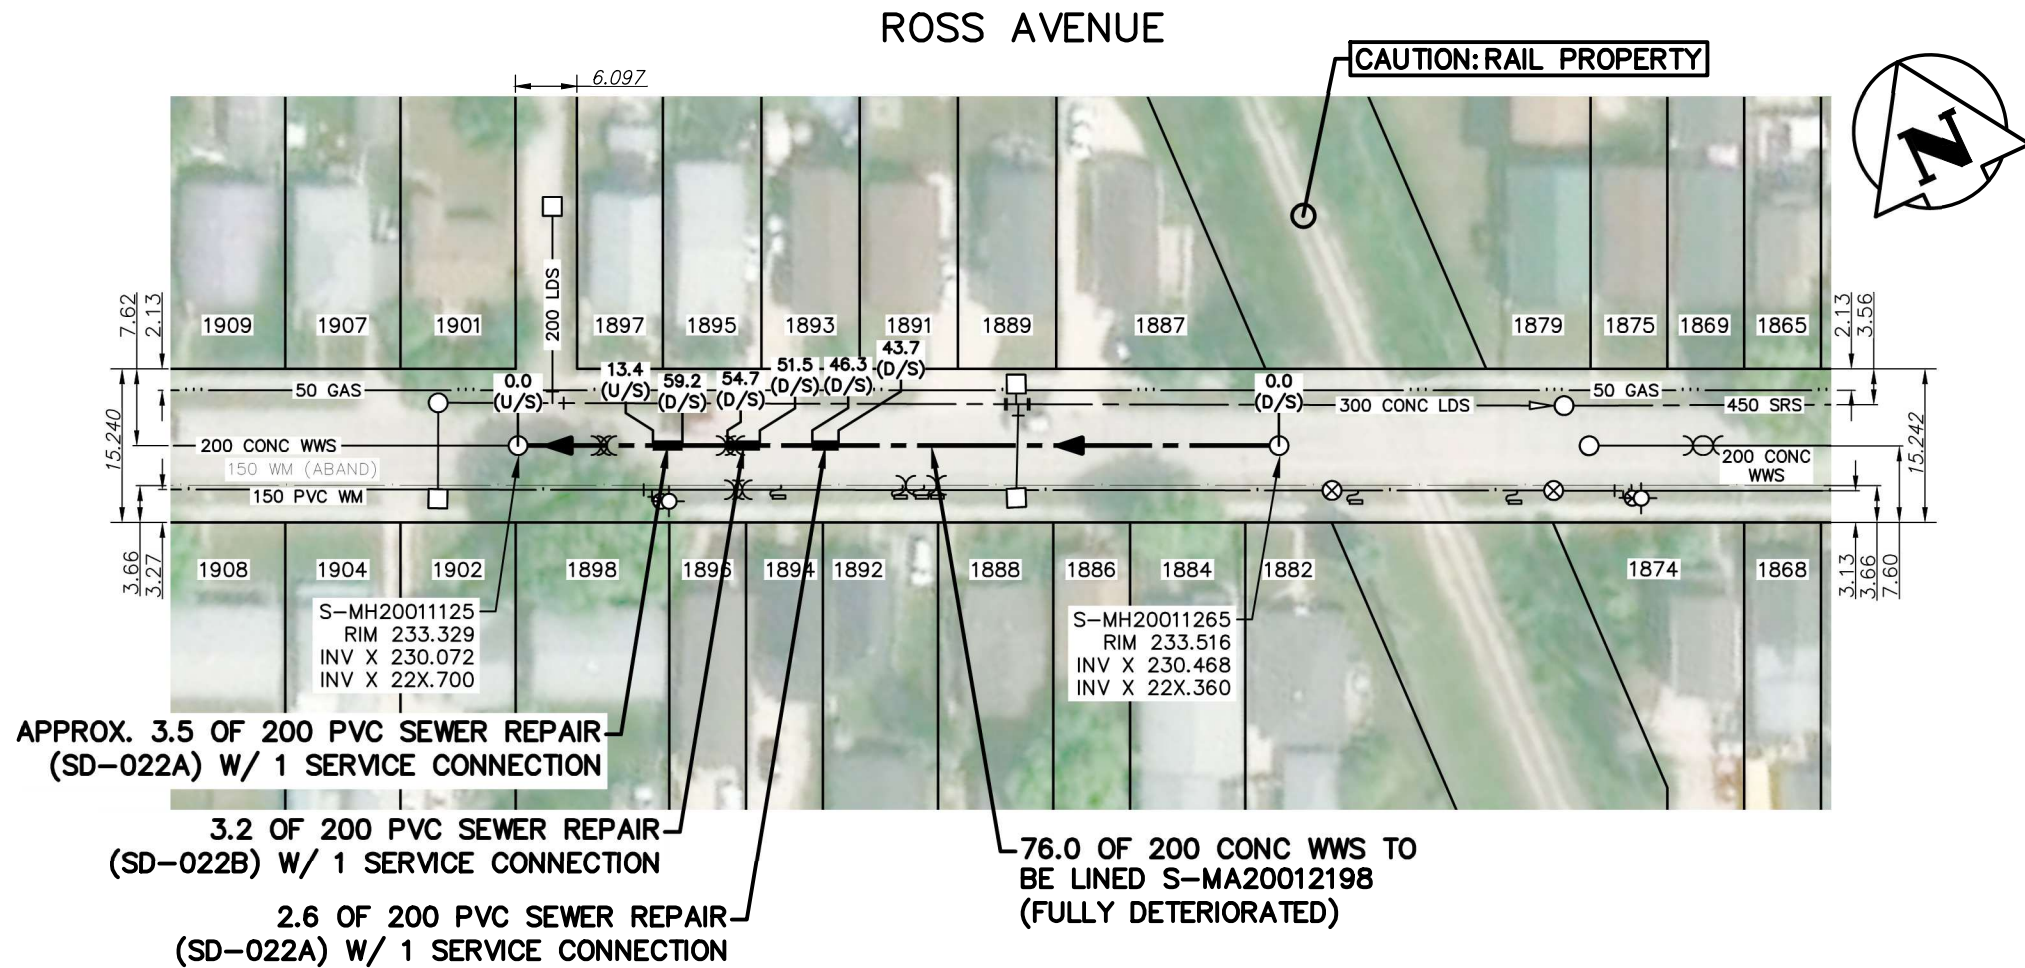 ROSS AVENUE
CAUTION: RAIL PROPERTY
N
6.097
7.62
2.13
15.240
3.66
3.27
2.13
3.56
15.242
3.13
3.66
7.60
1909
1907
1901
1897
1895
1893
1891
1889
1887
1879
1875
1869
1865
200 LDS
0.0
(U/S)
13.4
(U/S)
59.2
(D/S)
54.7
(D/S)
51.5
(D/S)
46.3
(D/S)
43.7
(D/S)
0.0
(D/S)
50 GAS
50 GAS
300 CONC LDS
450 SRS
200 CONC WWS
150 WM (ABAND)
150 PVC WM
200 CONC
WWS
1908
1904
1902
1898
1896
1894
1892
1888
1886
1884
1882
1874
1868
S-MH20011125
RIM 233.329
INV X 230.072
INV X 22X.700
S-MH20011265
RIM 233.516
INV X 230.468
INV X 22X.360
APPROX. 3.5 OF 200 PVC SEWER REPAIR
(SD-022A) W/ 1 SERVICE CONNECTION
3.2 OF 200 PVC SEWER REPAIR
(SD-022B) W/ 1 SERVICE CONNECTION
2.6 OF 200 PVC SEWER REPAIR
(SD-022A) W/ 1 SERVICE CONNECTION
76.0 OF 200 CONC WWS TO
BE LINED S-MA20012198
(FULLY DETERIORATED)